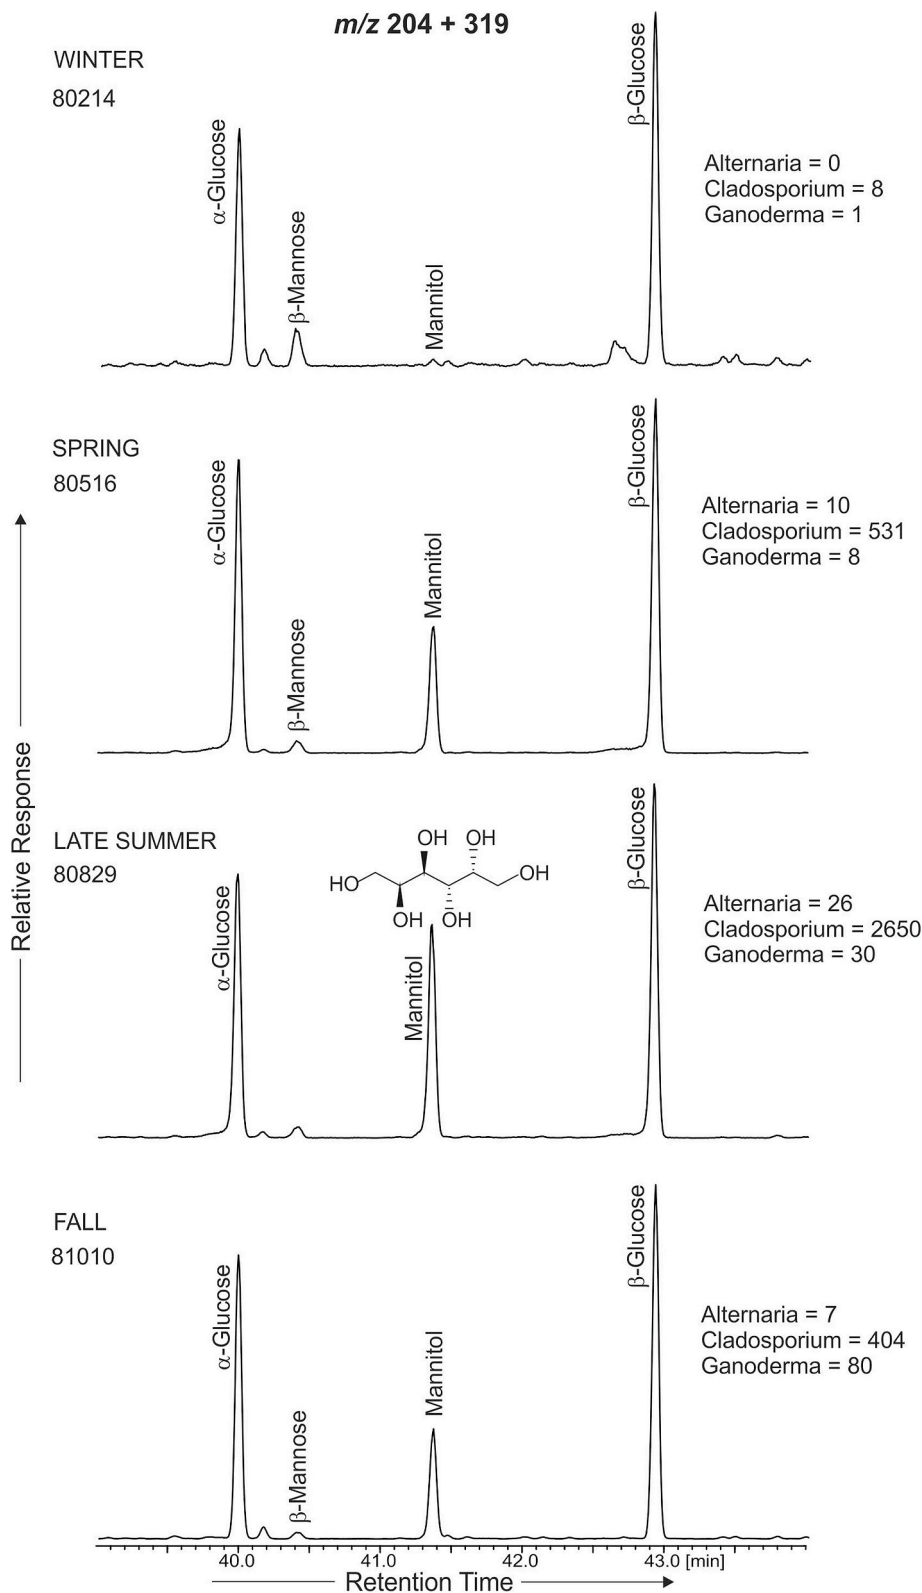 m/z 204 + 319
WINTER
80214
α-Glucose
β-Mannose
Mannitol
β-Glucose
Alternaria = 0
Cladosporium = 8
Ganoderma = 1
SPRING
80516
α-Glucose
β-Mannose
Mannitol
β-Glucose
Alternaria = 10
Cladosporium = 531
Ganoderma = 8
Relative Response
LATE SUMMER
80829
α-Glucose
OH OH
HO OH
OH OH
Mannitol
β-Glucose
Alternaria = 26
Cladosporium = 2650
Ganoderma = 30
FALL
81010
α-Glucose
β-Mannose
Mannitol
β-Glucose
Alternaria = 7
Cladosporium = 404
Ganoderma = 80
40.0 41.0 42.0 43.0 [min]
Retention Time